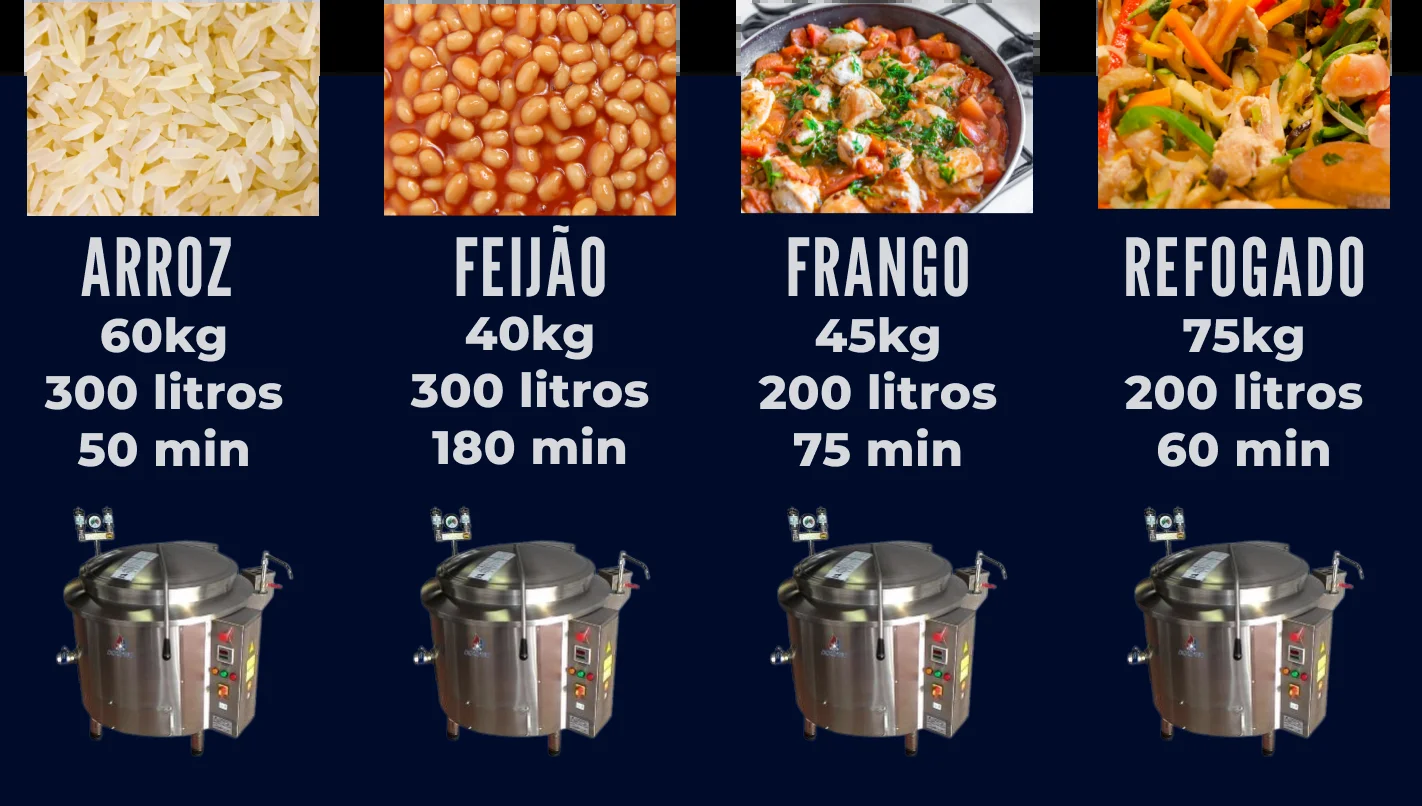 ARROZ
60kg
300 litros
50 min
FEIJÃO
40kg
300 litros
180 min
FRANGO
45kg
200 litros
75 min
REFOGADO
75kg
200 litros
60 min